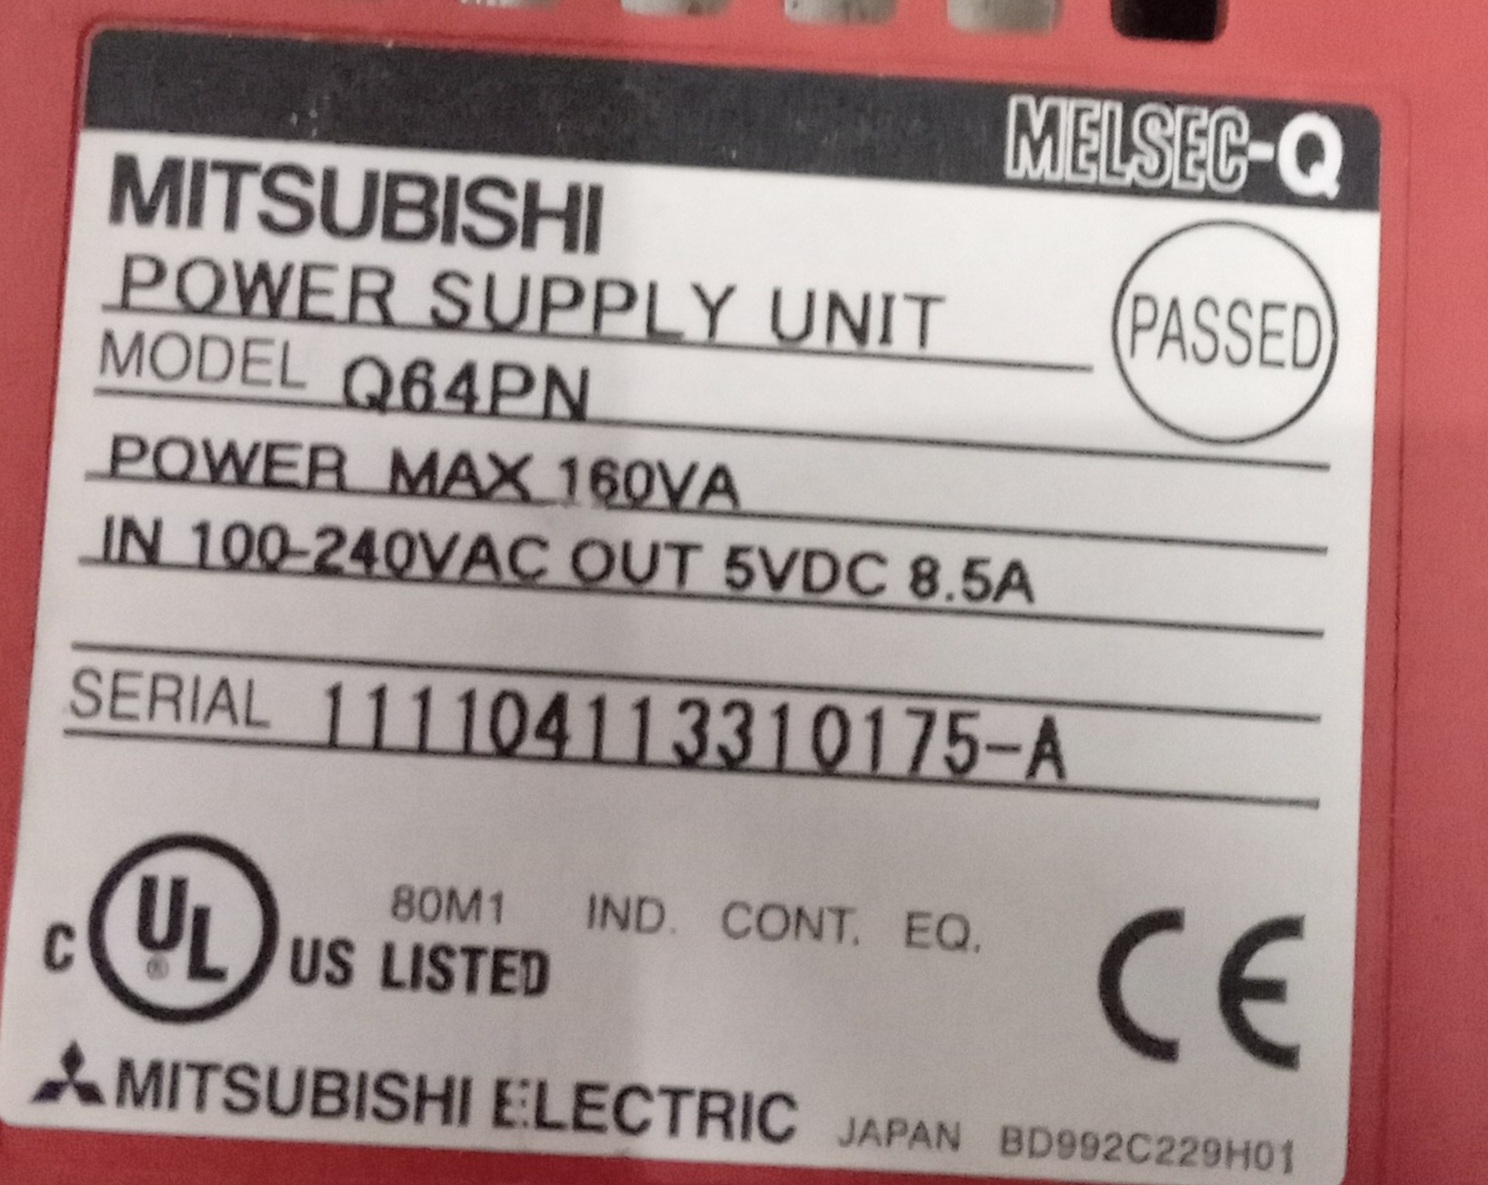 MELSEC-Q
MITSUBISHI
POWER SUPPLY UNIT
PASSED
MODEL Q64PN
POWER MAX 160VA
IN 100-240VAC OUT 5VDC 8.5A
SERIAL 111104113310175-A
C UL ® US LISTED
80M1 IND. CONT. EQ.
CE
MITSUBISHI ELECTRIC JAPAN BD992C229H01